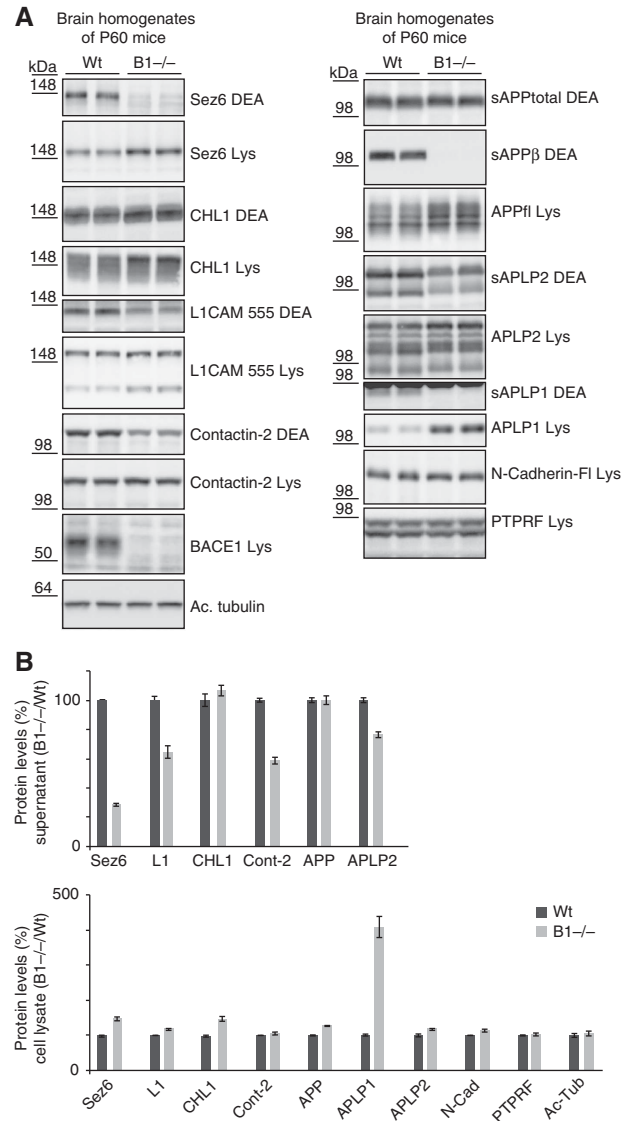 A
Brain homogenates
of P60 mice
kDa
Wt B1–/–
148
Sez6 DEA
148
Sez6 Lys
148
CHL1 DEA
148
CHL1 Lys
148
L1CAM 555 DEA
148
L1CAM 555 Lys
Contactin-2 DEA
98
Contactin-2 Lys
98
BACE1 Lys
50
64
Ac. tubulin
Brain homogenates
of P60 mice
kDa
Wt B1–/–
98
sAPPtotal DEA
98
sAPPβ DEA
APPfl Lys
98
sAPLP2 DEA
98
APLP2 Lys
98
98
sAPLP1 DEA
98
APLP1 Lys
N-Cadherin-Fl Lys
98
98
PTPRF Lys
B
Protein levels (%)
supernatant (B1–/–/Wt)
100
0
Sez6 L1 CHL1 Cont-2 APP APLP2
Protein levels (%)
cell lysate (B1–/–/Wt)
500
100
0
Wt
B1–/–
Sez6 L1 CHL1 Cont-2 APP APLP1 APLP2 N-Cad PTPRF Ac-Tub